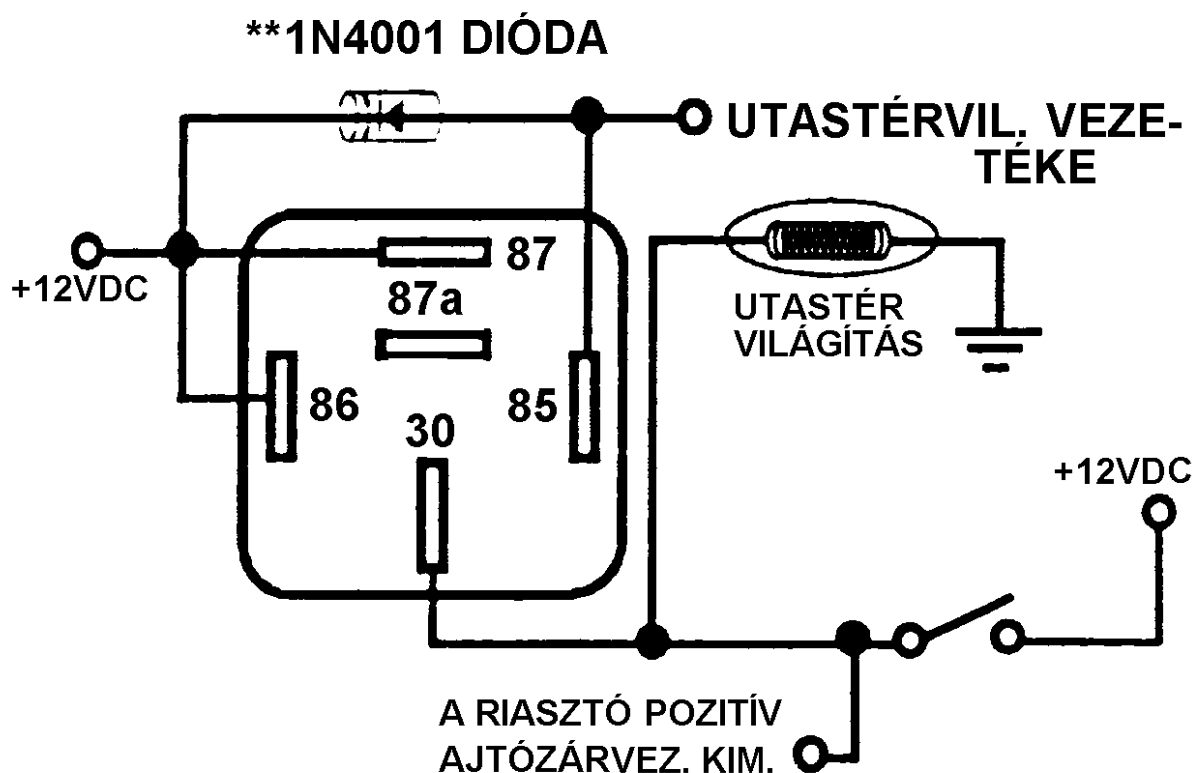 **1N4001 DIÓDA
UTASTÉRVIL. VEZE-
TÉKE
+12VDC
87
87a
86
85
30
UTASTÉR
VILÁGÍTÁS
+12VDC
A RIASZTÓ POZITÍV
AJTÓZÁRVEZ. KIM.